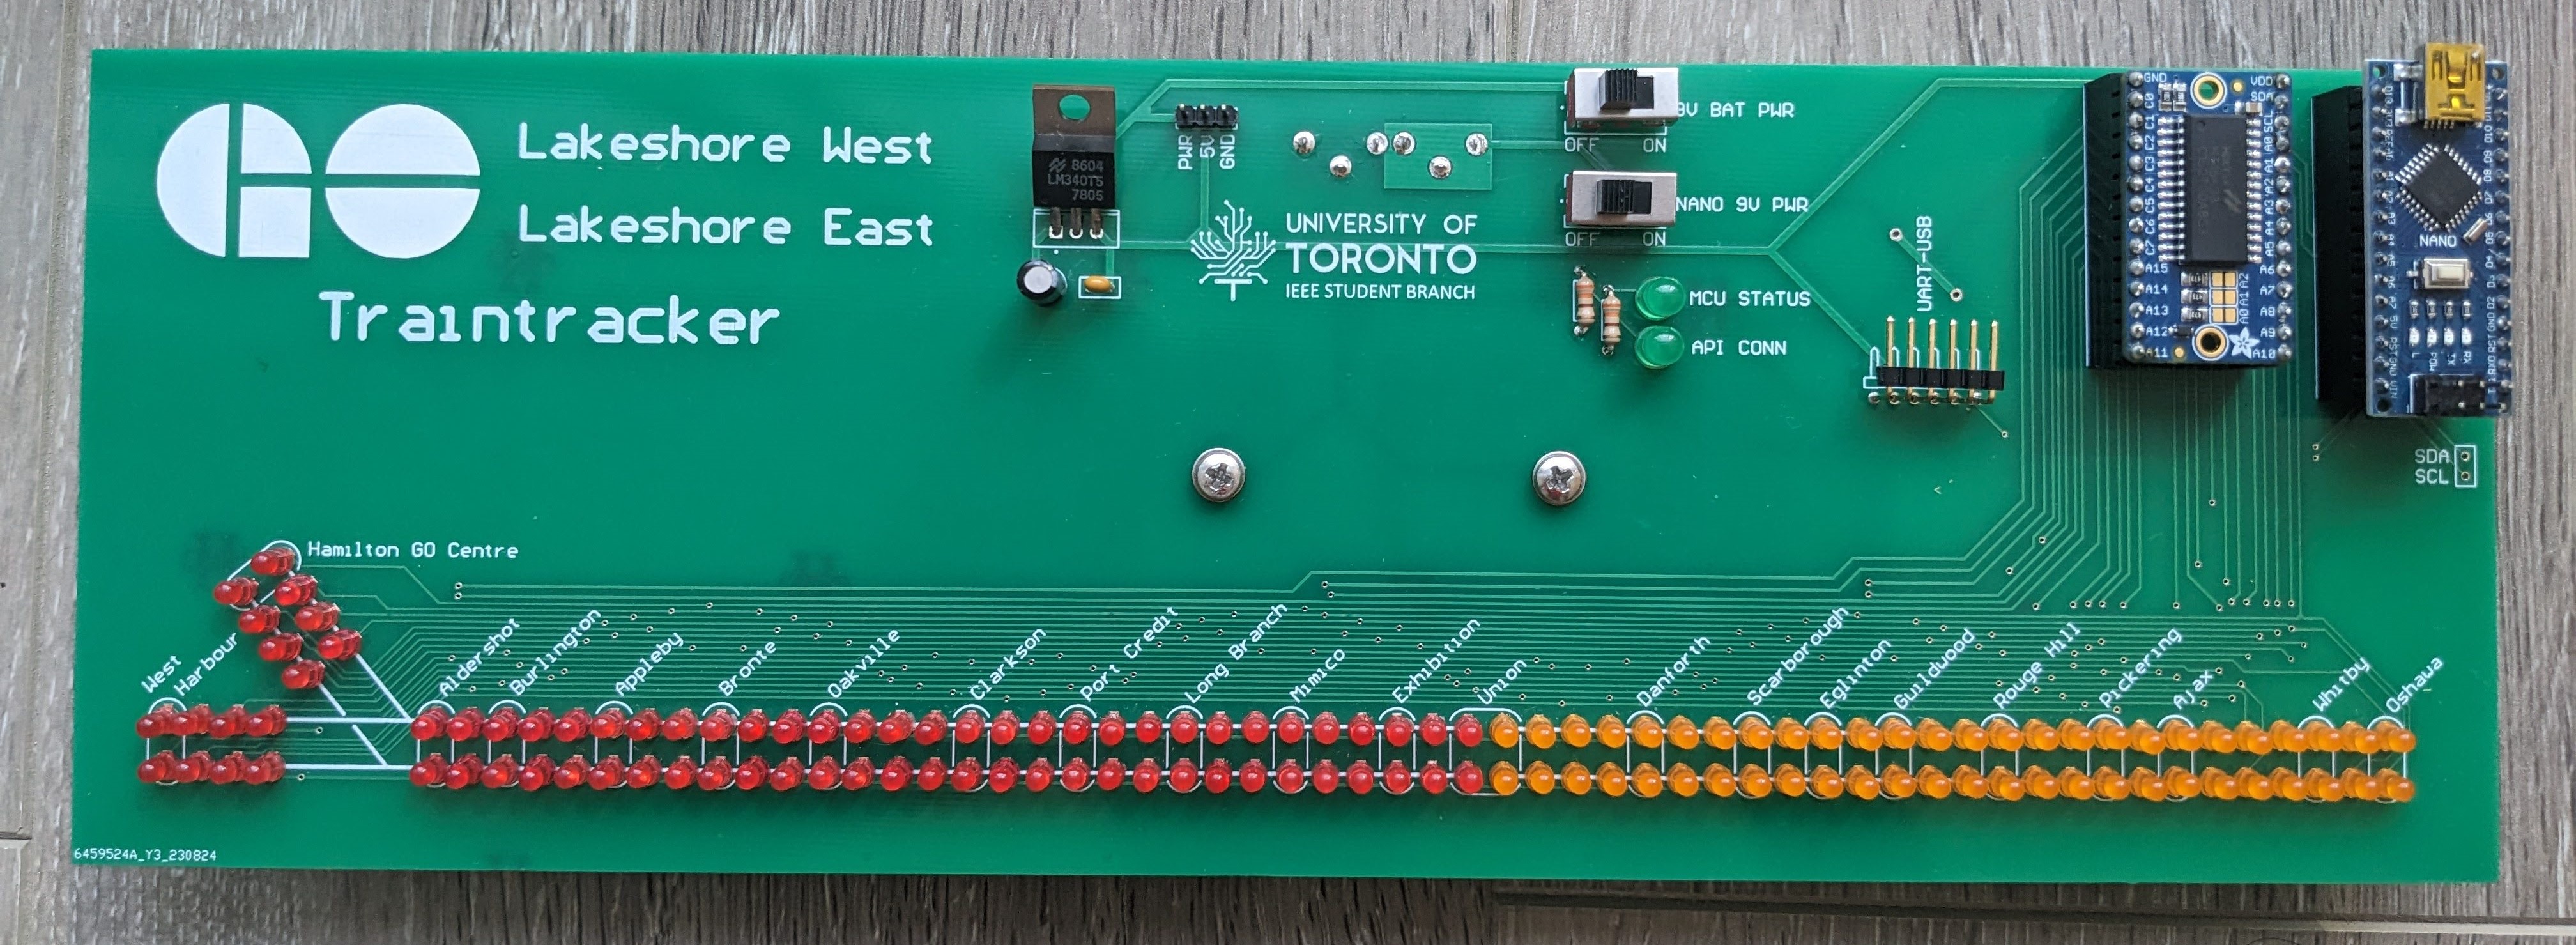 GO
Lakeshore West
Lakeshore East
Traintracker
8604
LM340T5
7805
PWR
5V
GND
UNIVERSITY OF
TORONTO
IEEE STUDENT BRANCH
9V BAT PWR
OFF ON
NANO 9V PWR
OFF ON
MCU STATUS
API CONN
UART-USB
GND
C0
C1
C2
C3
C4
C5
C6
C7
A15
A14
A13
A12
A11
VDD
SDA
SCL
A0
A1
A2
A3
A4
A5
A6
A7
A8
A9
A10
A0 A1 A2
NANO
SDA
SCL
Hamilton GO Centre
West
Harbour
Aldershot
Burlington
Appleby
Bronte
Oakville
Clarkson
Port Credit
Long Branch
Mimico
Exhibition
Union
Danforth
Scarborough
Eglinton
Guildwood
Rouge Hill
Pickering
Ajax
Whitby
Oshawa
6459524A_Y3_230824